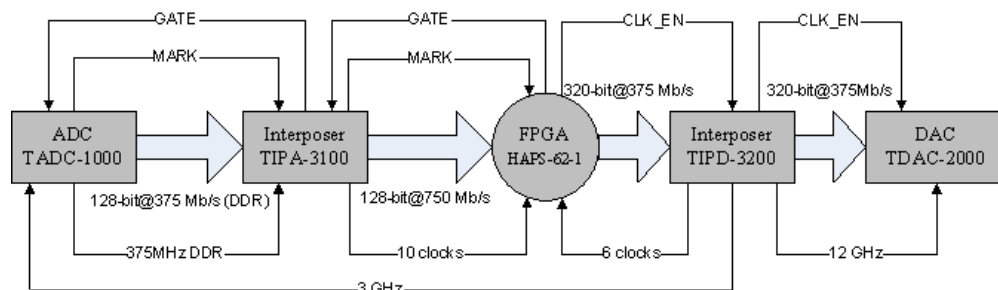 GATE
GATE
CLK_EN
CLK_EN
MARK
MARK
320-bit@375 Mb/s
320-bit@375Mb/s
ADC
TADC-1000
Interposer
TIPA-3100
FPGA
HAPS-62-1
Interposer
TIPD-3200
DAC
TDAC-2000
128-bit@375 Mb/s (DDR)
128-bit@750 Mb/s
375MHz DDR
10 clocks
6 clocks
12 GHz
3 GHz